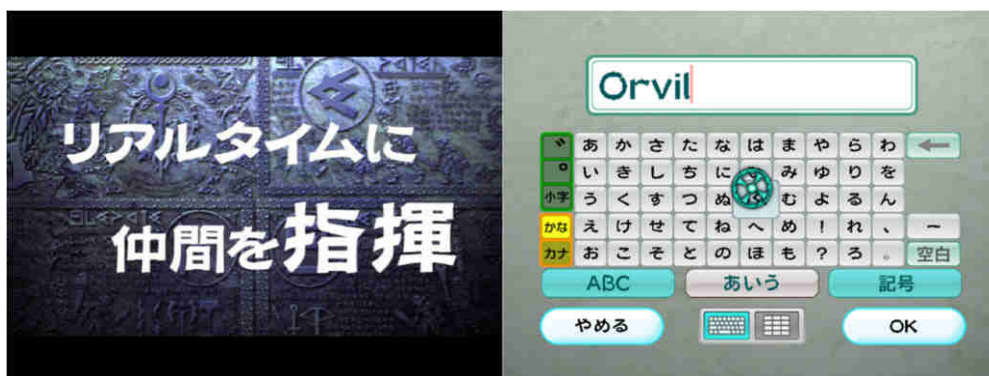 リアルタイムに
仲間を指揮
Orvil
゛ あ か さ た な は ま や ら わ ←
゜ い き し ち に み ゆ り を
小字 う く す つ ぬ む よ る ん
かな え け せ て ね へ め ! れ 、 ー
カナ お こ そ と の ほ も ? ろ 。 空白
ABC あいう 記号
やめる OK